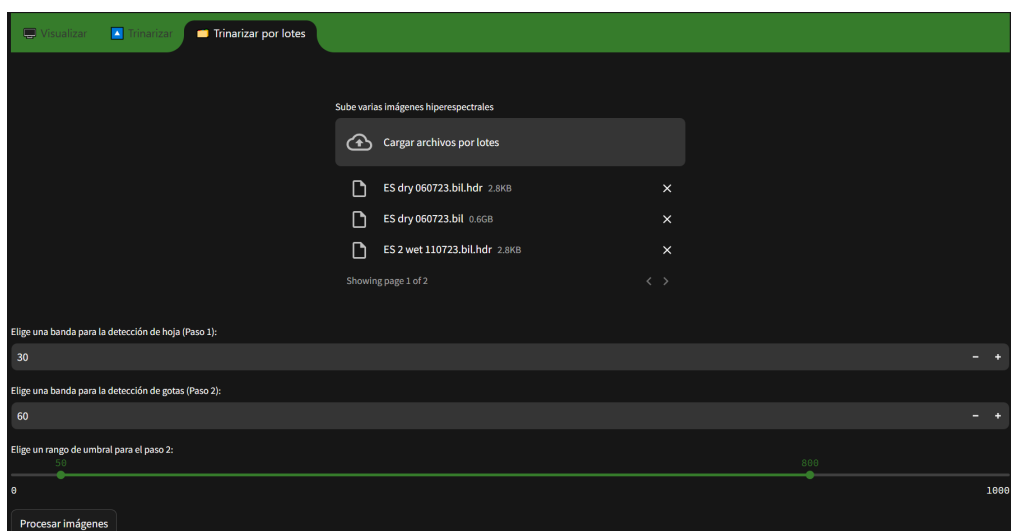 Visualizar Trinarizar Trinarizar por lotes
Sube varias imágenes hiperespectrales
Cargar archivos por lotes
ES dry 060723.bil.hdr 2.8KB
ES dry 060723.bil 0.6GB
ES 2 wet 110723.bil.hdr 2.8KB
Showing page 1 of 2
Elige una banda para la detección de hoja (Paso 1):
30
Elige una banda para la detección de gotas (Paso 2):
60
Elige un rango de umbral para el paso 2:
50 800
0 1000
Procesar imágenes